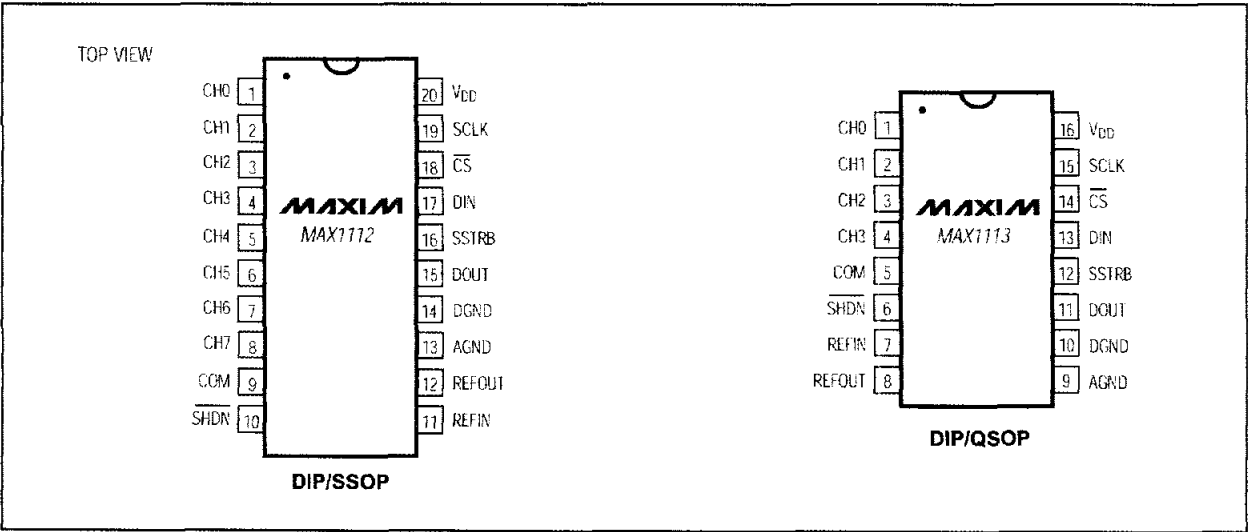 TOP VIEW
CH0 1
CH1 2
CH2 3
CH3 4
CH4 5
CH5 6
CH6 7
CH7 8
COM 9
SHDN 10
20 VDD
19 SCLK
18 CS
17 DIN
16 SSTRB
15 DOUT
14 DGND
13 AGND
12 REFOUT
11 REFIN
MAXIM
MAX1112
DIP/SSOP
CH0 1
CH1 2
CH2 3
CH3 4
COM 5
SHDN 6
REFIN 7
REFOUT 8
16 VDD
15 SCLK
14 CS
13 DIN
12 SSTRB
11 DOUT
10 DGND
9 AGND
MAXIM
MAX1113
DIP/QSOP